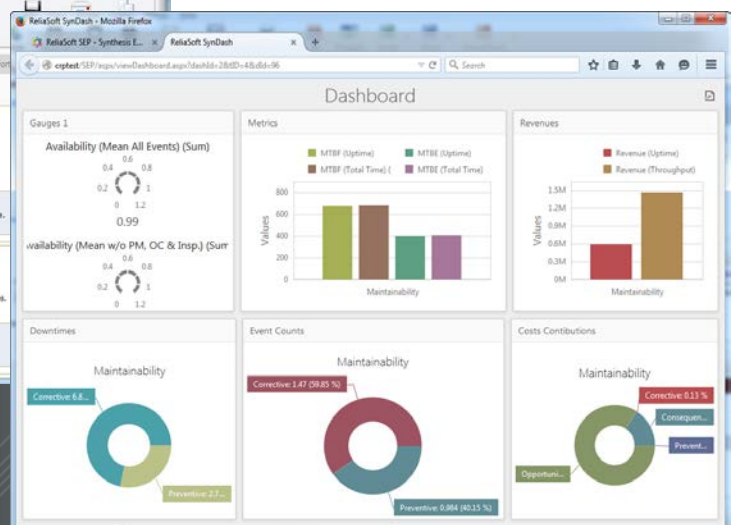 ReliaSoft SynDash - Mozilla Firefox
ReliaSoft SEP - Synthesis E...
ReliaSoft SynDash
crptest/SEP/aspx/viewDashboard.aspx?dashId=2&tID=4&dId=96
Search
Dashboard
Gauges 1
Availability (Mean All Events) (Sum)
0.6
0.4 0.8
0.2 1
0 1.2
0.99
vailability (Mean w/o PM, OC & Insp.) (Sum
0.6
0.4 0.8
0.2 1
0 1.2
Metrics
MTBF (Uptime) MTBE (Uptime)
MTBF (Total Time) ( MTBE (Total Time)
800
600
400
200
0
Values
Maintainability
Revenues
Revenue (Uptime)
Revenue (Throughput)
1.5M
1.2M
0.9M
0.6M
0.3M
0M
Values
Maintainability
Downtimes
Maintainability
Corrective: 6.8...
Preventive: 2.7...
Event Counts
Maintainability
Corrective: 1.47 (59.85 %)
Preventive: 0.984 (40.15 %)
Costs Contibutions
Maintainability
Corrective: 0.13 %
Consequen...
Prevent...
Opportuni...